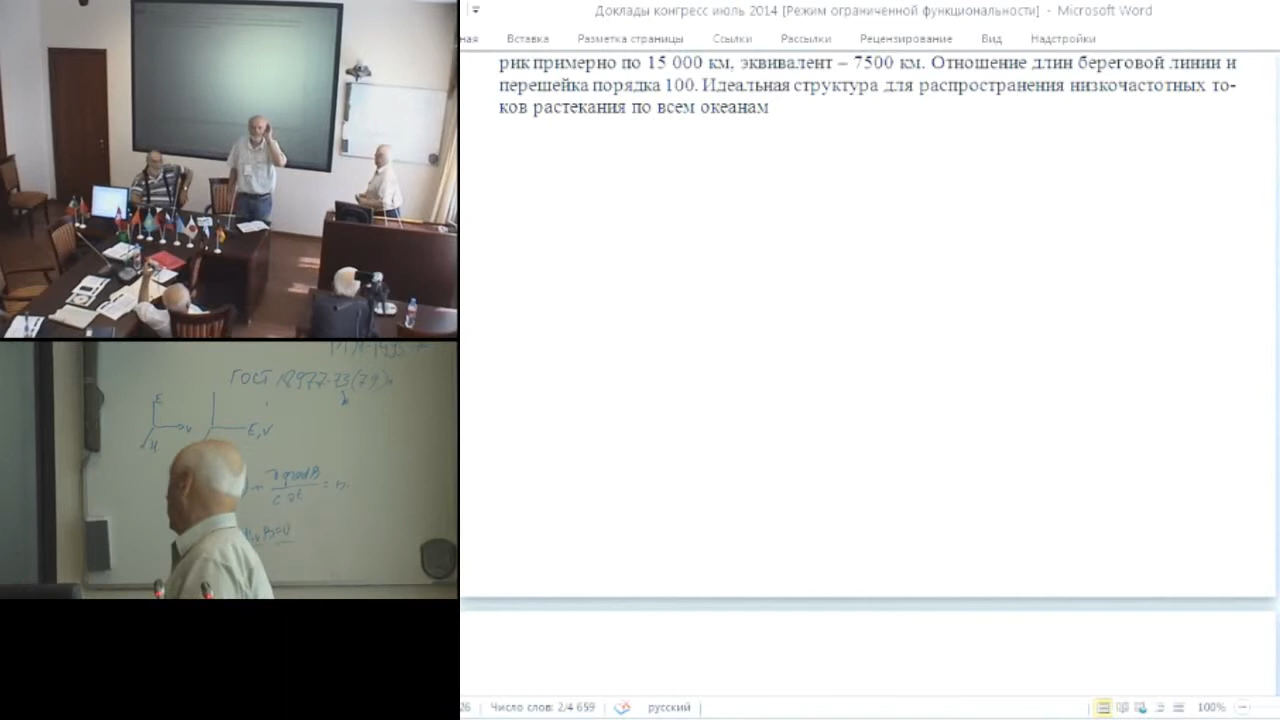 Доклады конгресс июль 2014 [Режим ограниченной функциональности] - Microsoft Word
ная Вставка Разметка страницы Ссылки Рассылки Рецензирование Вид Надстройки
рик примерно по 15 000 км, эквивалент – 7500 км. Отношение длин береговой линии и
перешейка порядка 100. Идеальная структура для распространения низкочастотных то-
ков растекания по всем океанам
ГОСТ
E
E, V
H
26 Число слов: 2/4 659 русский 100%